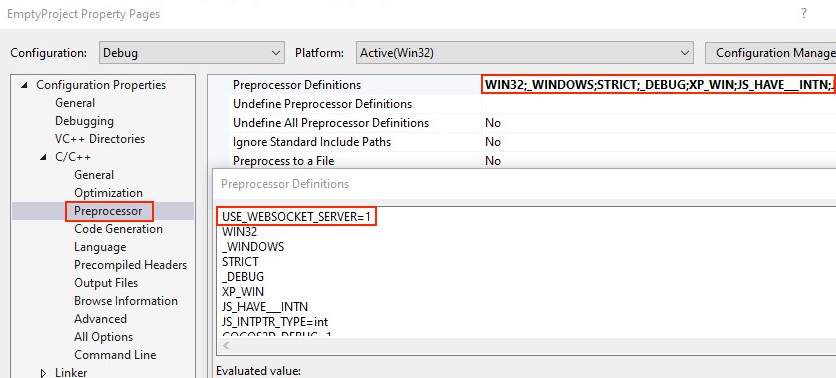 EmptyProject Property Pages ?
Configuration: Debug Platform: Active(Win32) Configuration Manage
Configuration Properties
General
Debugging
VC++ Directories
C/C++
General
Optimization
Preprocessor
Code Generation
Language
Precompiled Headers
Output Files
Browse Information
Advanced
All Options
Command Line
Linker
Preprocessor Definitions WIN32;_WINDOWS;STRICT;_DEBUG;XP_WIN;JS_HAVE___INTN;J
Undefine Preprocessor Definitions
Undefine All Preprocessor Definitions No
Ignore Standard Include Paths No
Preprocess to a File No
Preprocessor Definitions
USE_WEBSOCKET_SERVER=1
WIN32
_WINDOWS
STRICT
_DEBUG
XP_WIN
JS_HAVE___INTN
JS_INTPTR_TYPE=int
COCOS2D_DEBUG=1
Evaluated value: